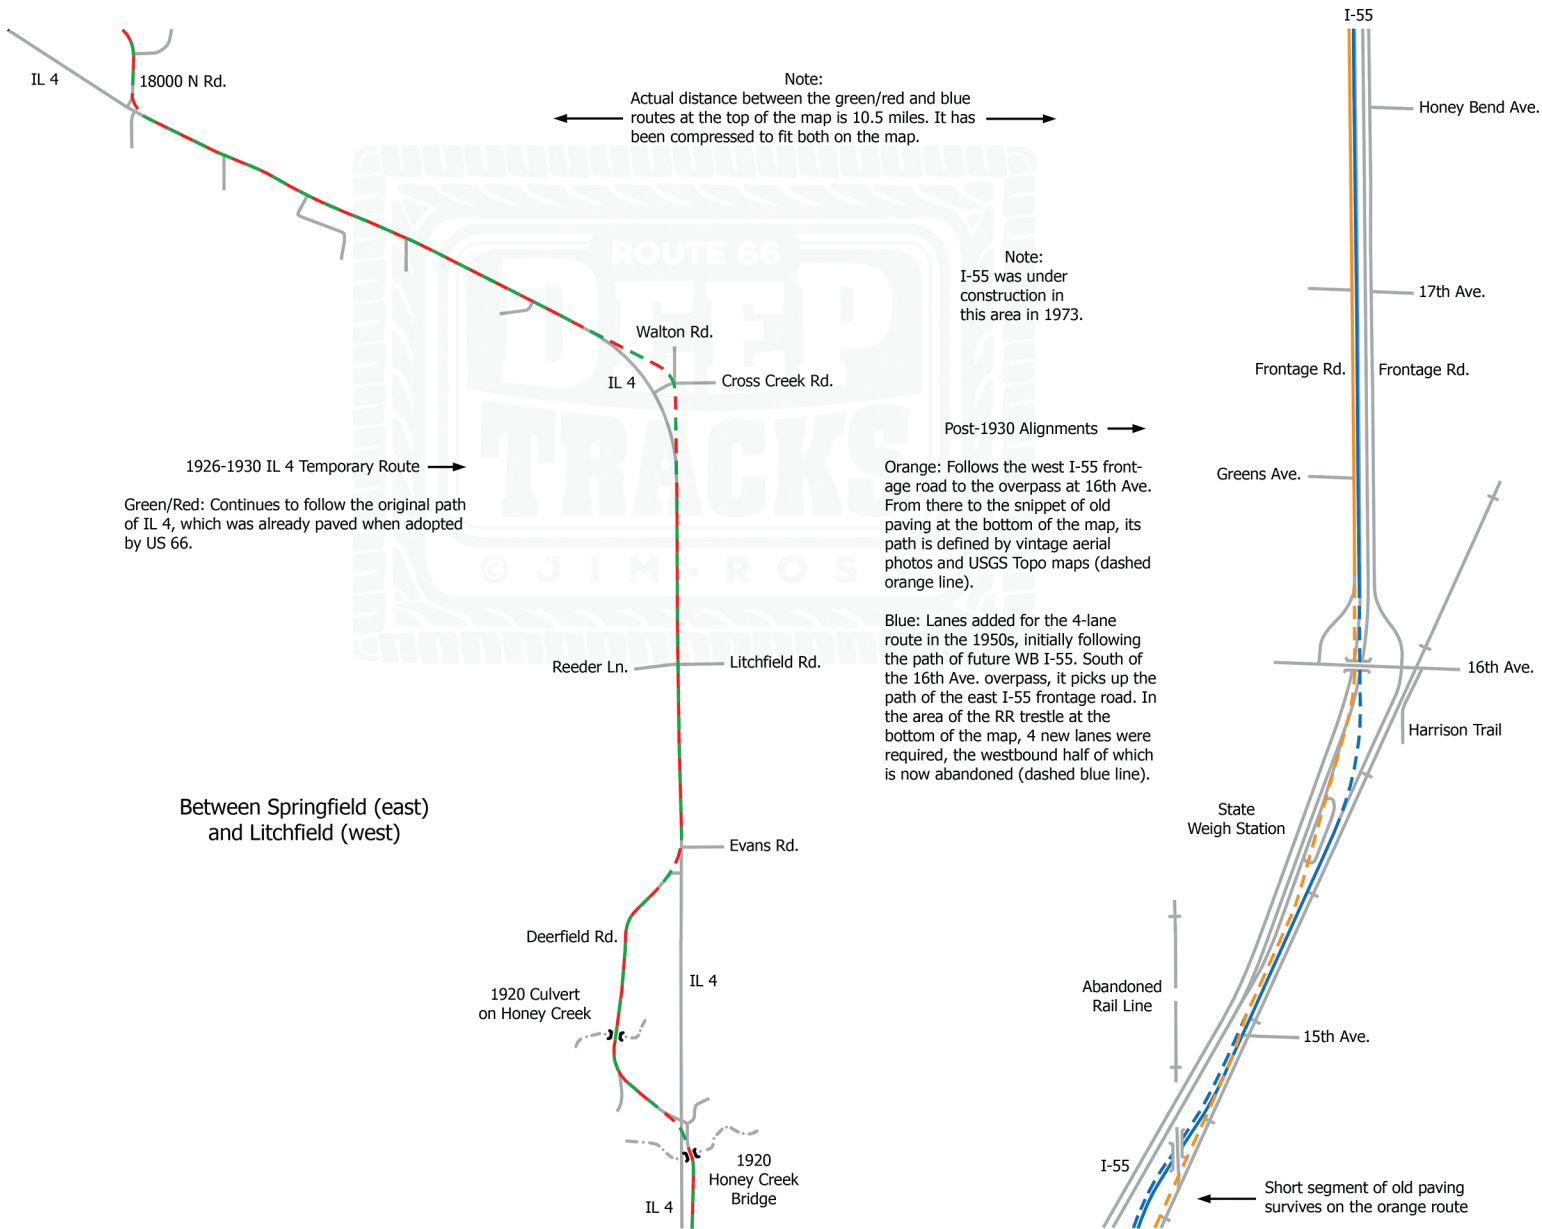 I-55
IL 4
18000 N Rd.
Note:
Actual distance between the green/red and blue
routes at the top of the map is 10.5 miles. It has
been compressed to fit both on the map.
Honey Bend Ave.
ROUTE 66
DEEP
TRACKS
© JIM ROS
Note:
I-55 was under
construction in
this area in 1973.
17th Ave.
Walton Rd.
IL 4
Cross Creek Rd.
Frontage Rd.
Frontage Rd.
Post-1930 Alignments
1926-1930 IL 4 Temporary Route
Green/Red: Continues to follow the original path
of IL 4, which was already paved when adopted
by US 66.
Orange: Follows the west I-55 front-
age road to the overpass at 16th Ave.
From there to the snippet of old
paving at the bottom of the map, its
path is defined by vintage aerial
photos and USGS Topo maps (dashed
orange line).
Greens Ave.
Blue: Lanes added for the 4-lane
route in the 1950s, initially following
the path of future WB I-55. South of
the 16th Ave. overpass, it picks up the
path of the east I-55 frontage road. In
the area of the RR trestle at the
bottom of the map, 4 new lanes were
required, the westbound half of which
is now abandoned (dashed blue line).
Reeder Ln.
Litchfield Rd.
16th Ave.
Harrison Trail
Between Springfield (east)
and Litchfield (west)
State
Weigh Station
Evans Rd.
Deerfield Rd.
IL 4
1920 Culvert
on Honey Creek
Abandoned
Rail Line
15th Ave.
1920
Honey Creek
Bridge
IL 4
I-55
Short segment of old paving
survives on the orange route